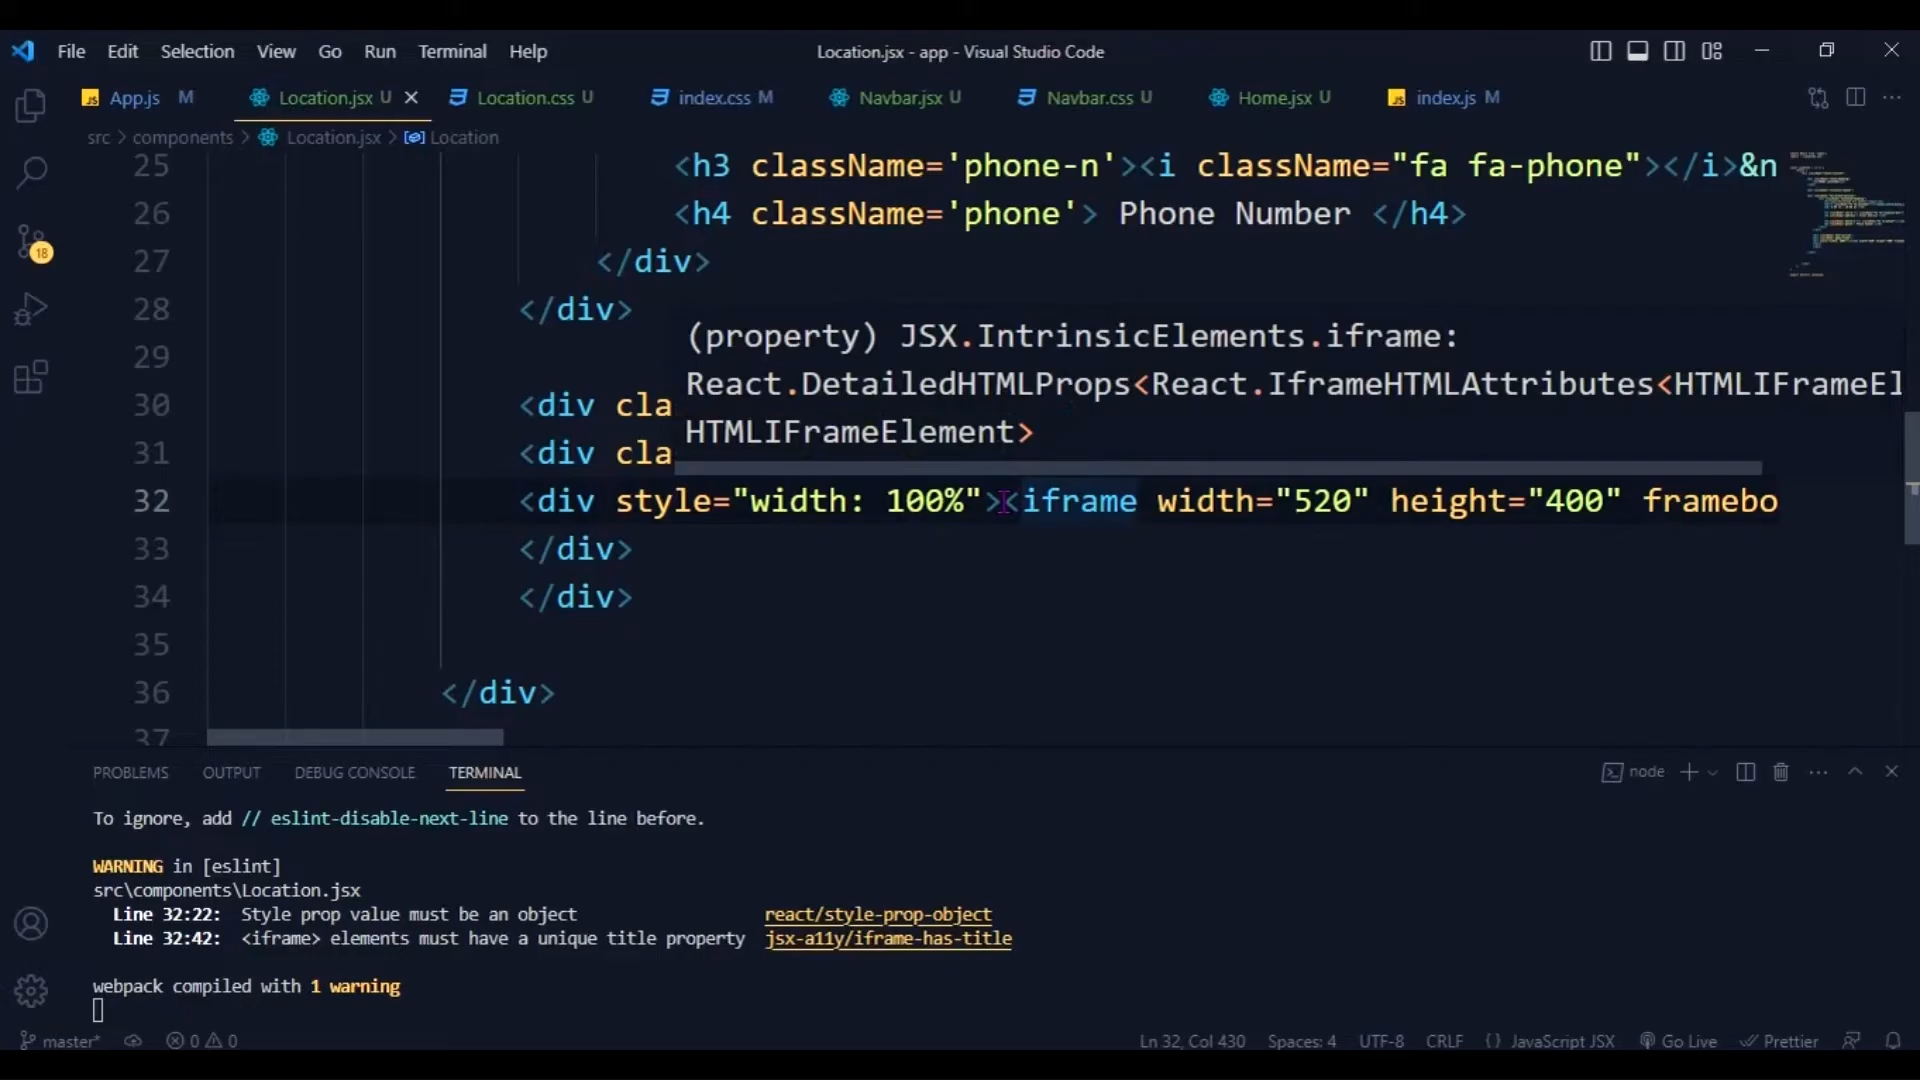 File Edit Selection View Go Run Terminal Help Location.jsx - app - Visual Studio Code
App.js M Location.jsx U Location.css U index.css M Navbar.jsx U Navbar.css U Home.jsx U index.js M
src > components > Location.jsx > Location
25 <h3 className='phone-n'><i className="fa fa-phone"></i>&n
26 <h4 className='phone'> Phone Number </h4>
27 </div>
28 </div>
(property) JSX.IntrinsicElements.iframe:
29
React.DetailedHTMLProps<React.IframeHTMLAttributes<HTMLIFrameEl
30 <div cla
HTMLIFrameElement>
31 <div cla
32 <div style="width: 100%"><iframe width="520" height="400" framebo
33 </div>
34 </div>
35
36 </div>
37
PROBLEMS OUTPUT DEBUG CONSOLE TERMINAL node
To ignore, add // eslint-disable-next-line to the line before.
WARNING in [eslint]
src\components\Location.jsx
Line 32:22: Style prop value must be an object react/style-prop-object
Line 32:42: <iframe> elements must have a unique title property jsx-a11y/iframe-has-title
webpack compiled with 1 warning
18
master* 0 0 Ln 32, Col 430 Spaces: 4 UTF-8 CRLF {} JavaScript JSX Go Live Prettier